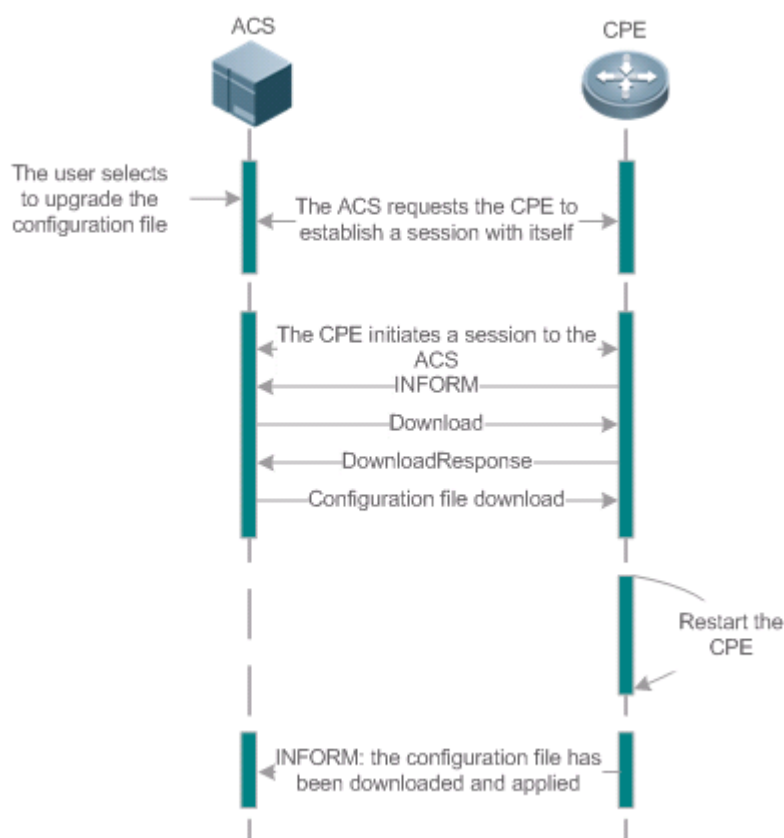 ACS
CPE
The user selects
to upgrade the
configuration file
The ACS requests the CPE to
establish a session with itself
The CPE initiates a session to the
ACS
INFORM
Download
DownloadResponse
Configuration file download
Restart the
CPE
INFORM: the configuration file has
been downloaded and applied